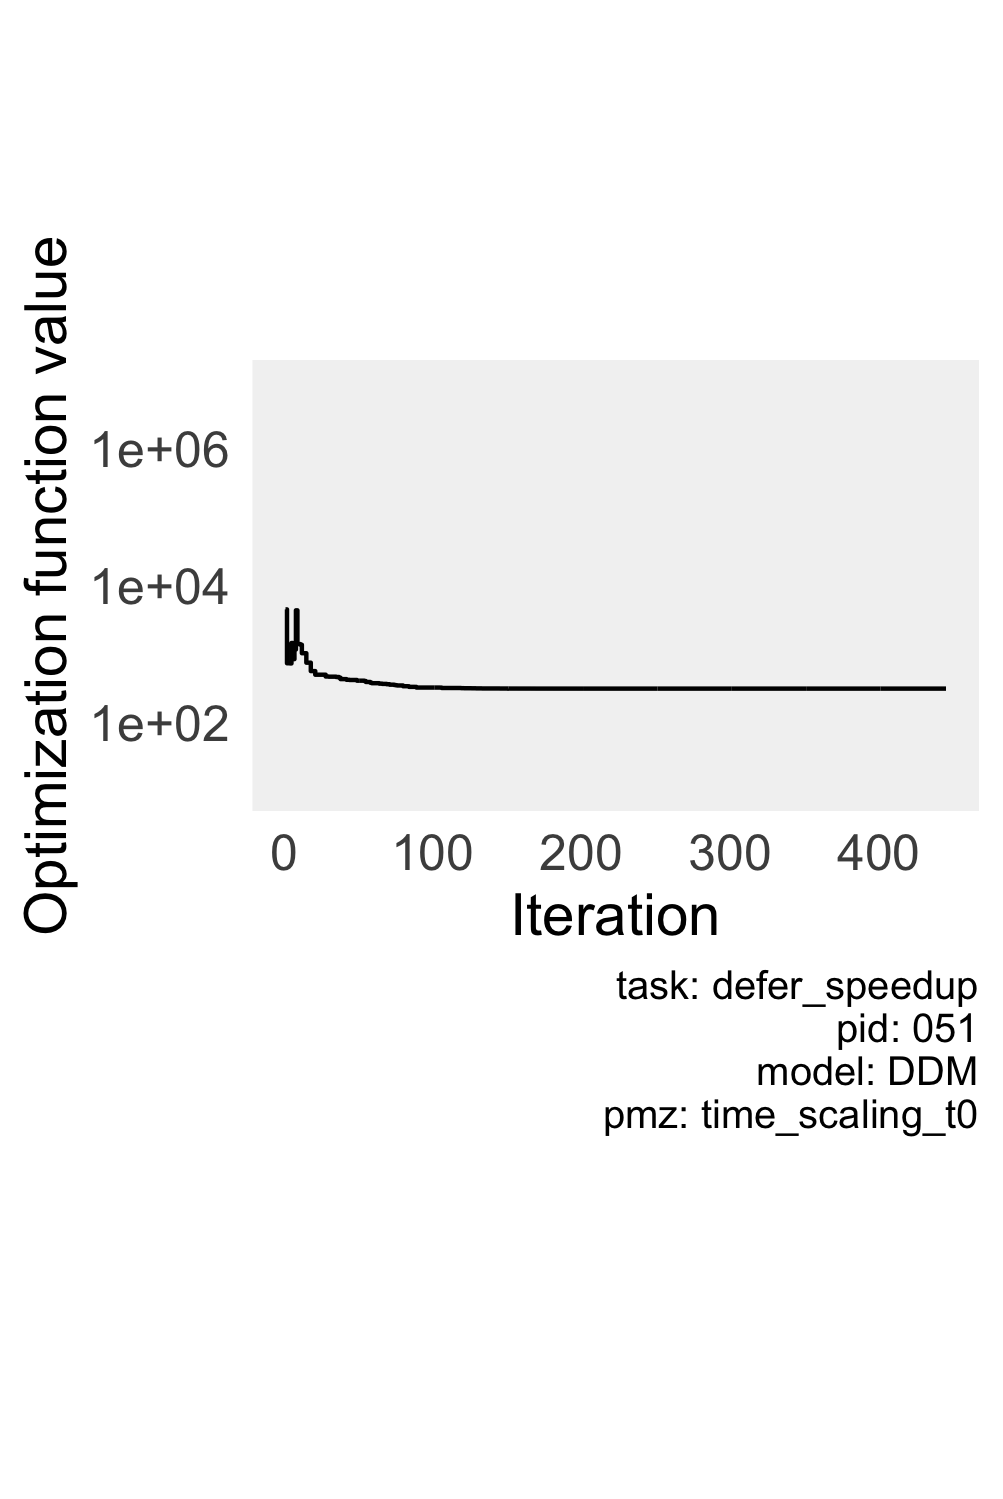 Optimization function value
1e+06
1e+04
1e+02
0 100 200 300 400
Iteration
task: defer_speedup
pid: 051
model: DDM
pmz: time_scaling_t0